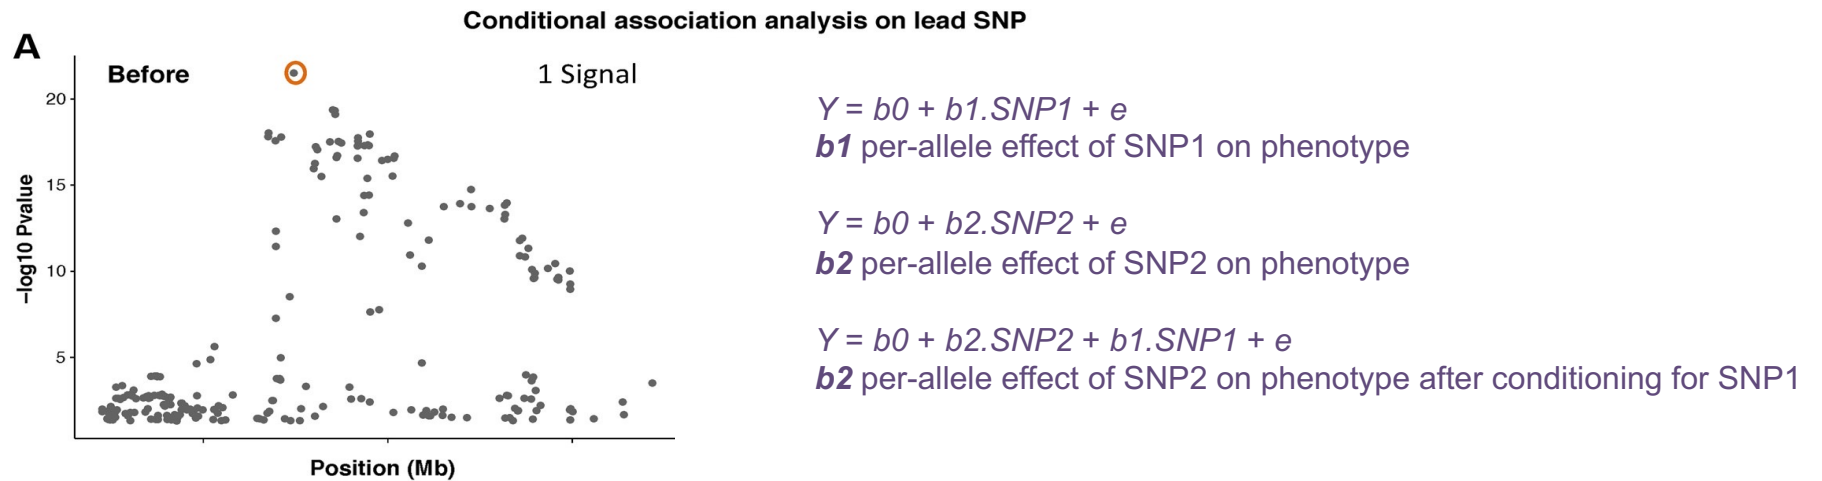 Conditional association analysis on lead SNP
A
Before
1 Signal
20
15
10
5
−log10 Pvalue
Position (Mb)
Y = b0 + b1.SNP1 + e
b1 per-allele effect of SNP1 on phenotype
Y = b0 + b2.SNP2 + e
b2 per-allele effect of SNP2 on phenotype
Y = b0 + b2.SNP2 + b1.SNP1 + e
b2 per-allele effect of SNP2 on phenotype after conditioning for SNP1